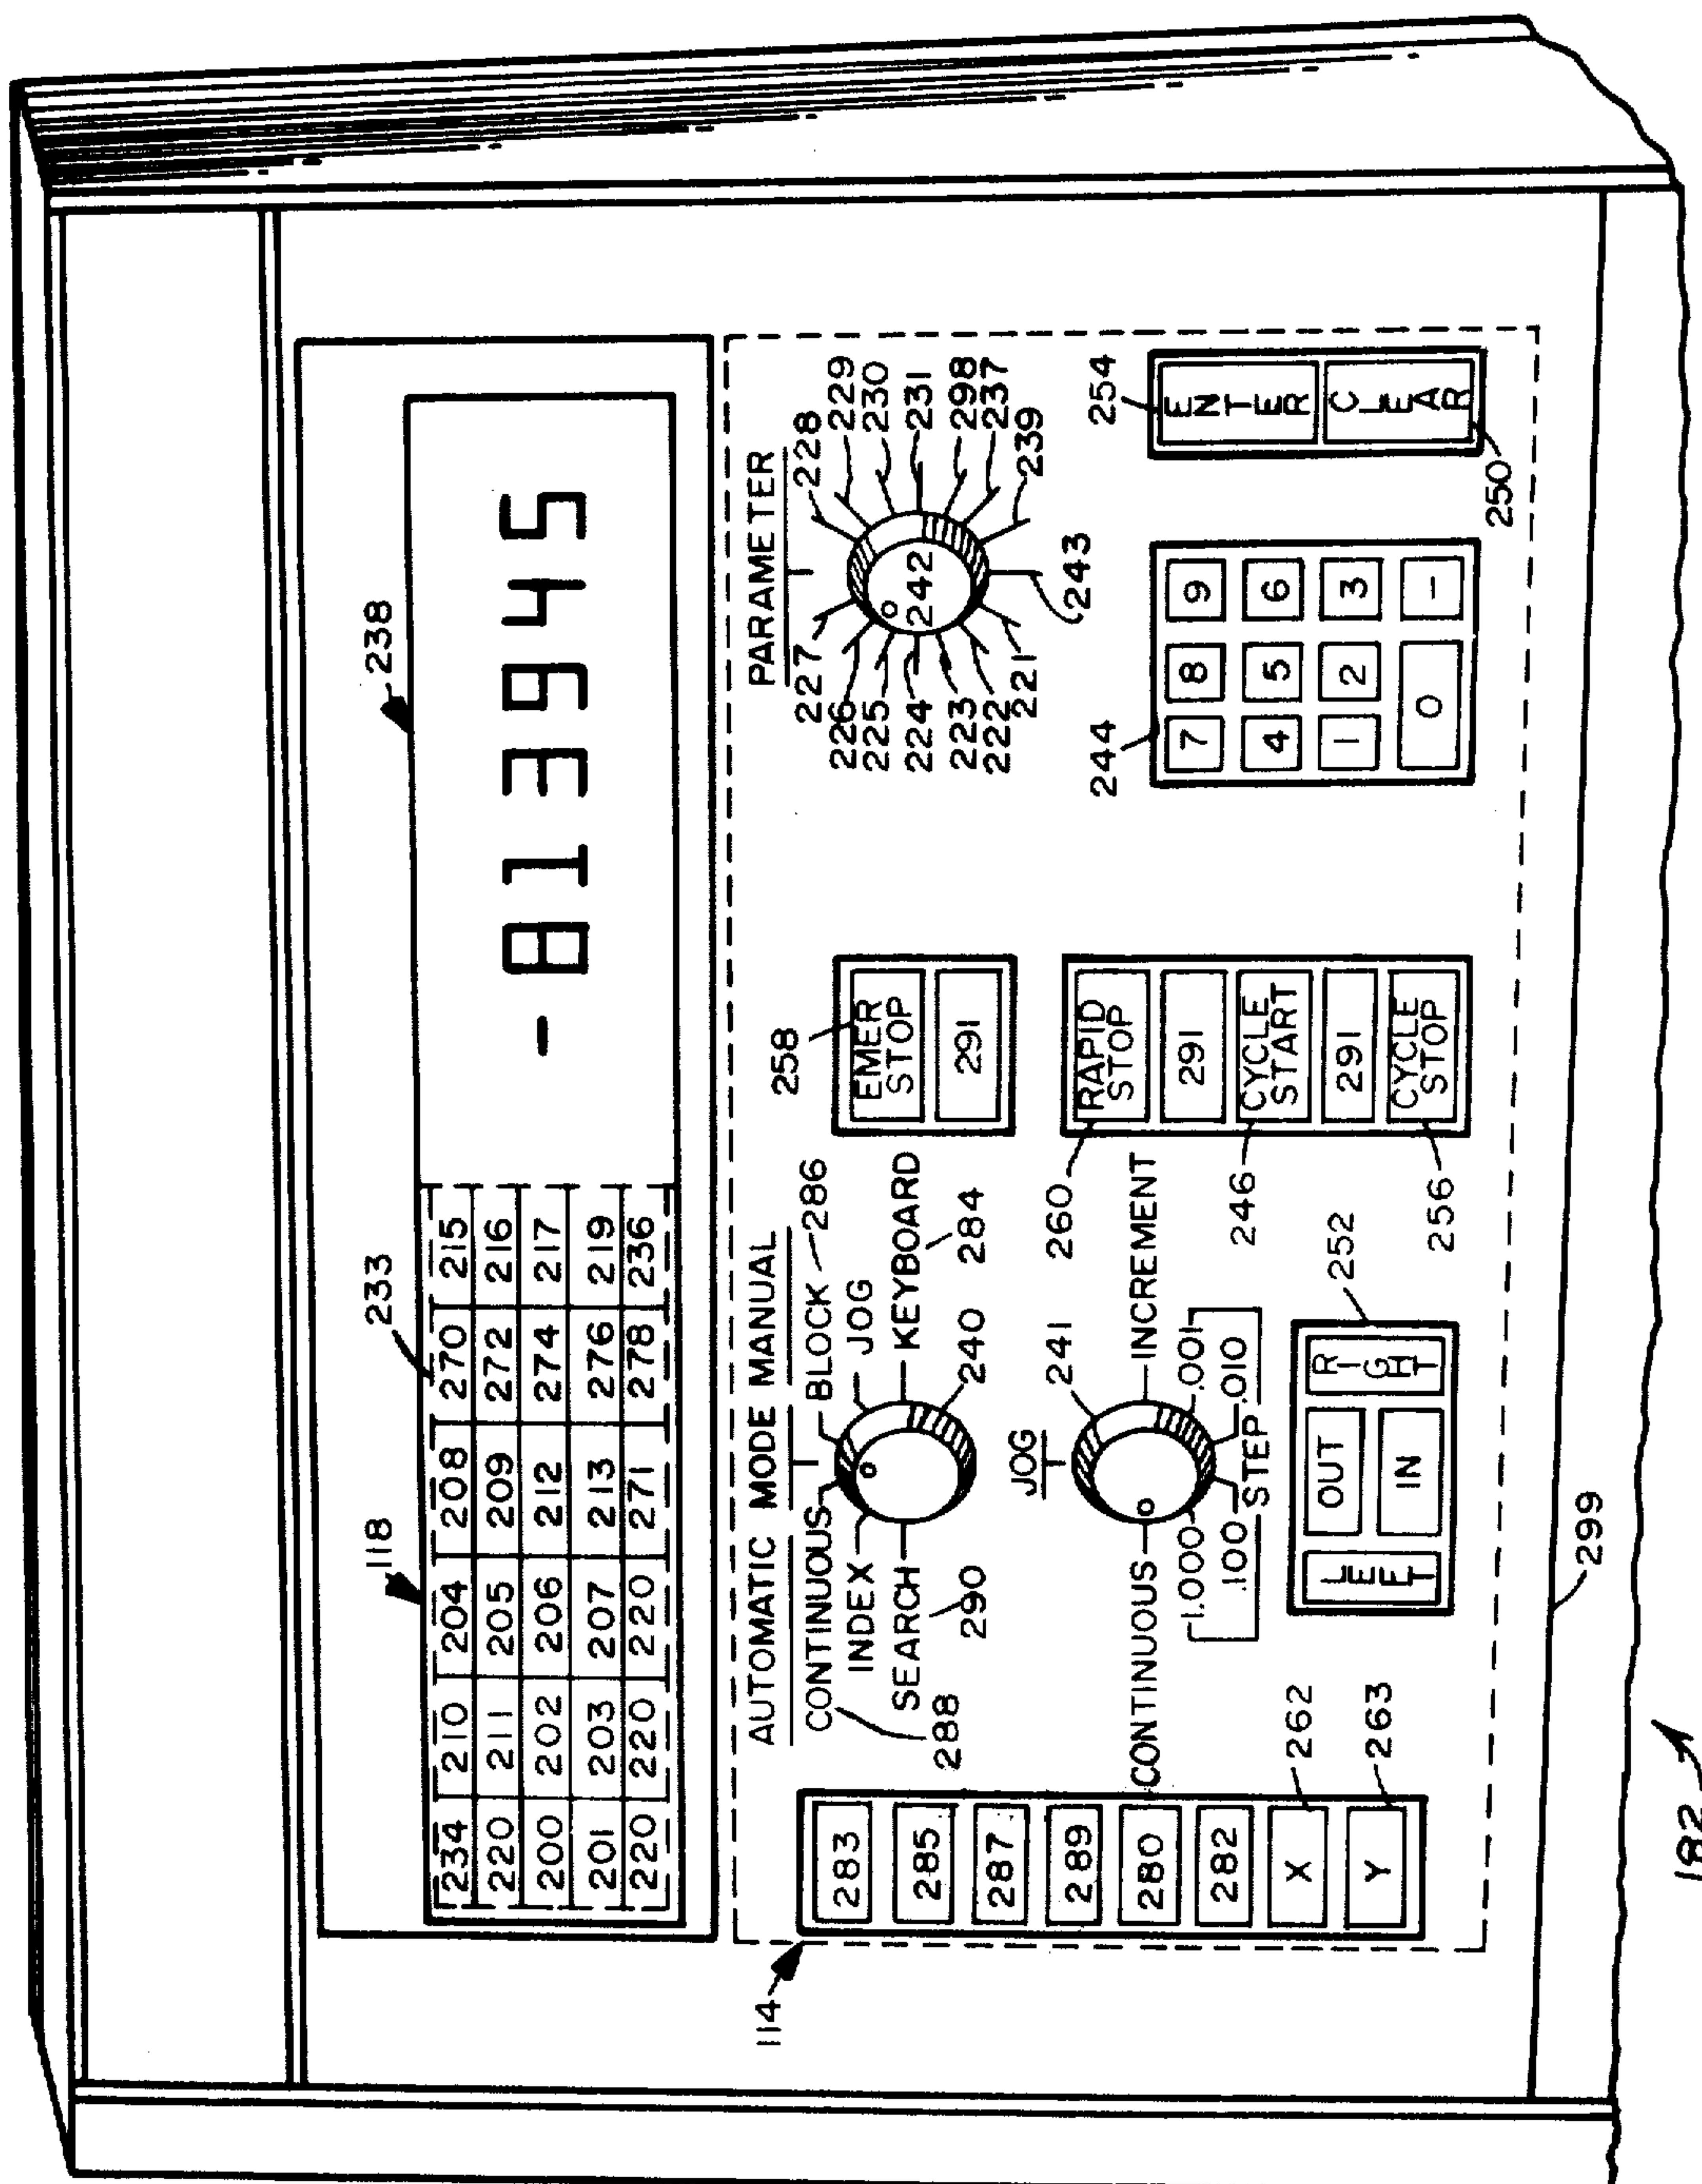 118
233
238
234 210 204 208 270 215
220 211 205 209 272 216
200 202 206 212 274 217
201 203 207 213 276 219
220 220 220 271 278 236
-813945
114
283
285
287
289
280
282
X
Y
262
263
AUTOMATIC MODE MANUAL
CONTINUOUS
BLOCK
286
INDEX
JOG
SEARCH
KEYBOARD
288
290
240
284
JOG
241
CONTINUOUS
INCREMENT
1.000
.001
.100
.010
STEP
252
LEFT
OUT
IN
RIGHT
258
EMER
STOP
291
260
RAPID
STOP
291
CYCLE
START
291
CYCLE
STOP
246
256
PARAMETER
227
228
226
229
225
230
224
242
231
223
298
222
237
221
239
243
244
7 8 9
4 5 6
1 2 3
0 -
254
ENTER
CLEAR
250
299
182